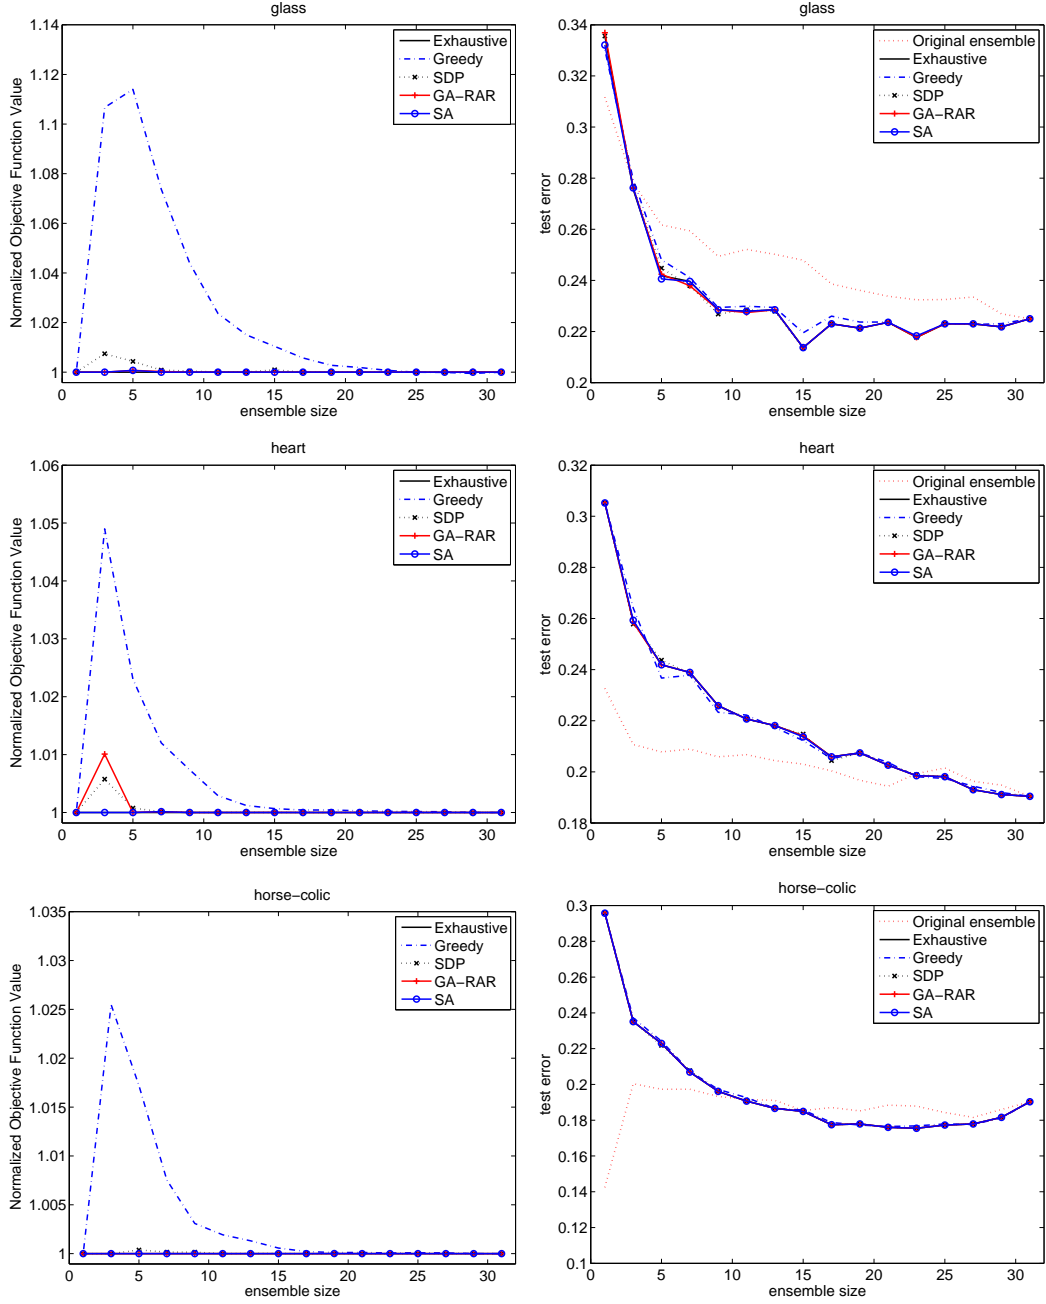 glass
1.14
1.12
1.1
1.08
1.06
1.04
1.02
1
0 5 10 15 20 25 30
ensemble size
Normalized Objective Function Value
Exhaustive
Greedy
SDP
GA−RAR
SA
glass
0.34
0.32
0.3
0.28
0.26
0.24
0.22
0.2
0 5 10 15 20 25 30
ensemble size
test error
Original ensemble
Exhaustive
Greedy
SDP
GA−RAR
SA
heart
1.06
1.05
1.04
1.03
1.02
1.01
1
0 5 10 15 20 25 30
ensemble size
Normalized Objective Function Value
Exhaustive
Greedy
SDP
GA−RAR
SA
heart
0.32
0.3
0.28
0.26
0.24
0.22
0.2
0.18
0 5 10 15 20 25 30
ensemble size
test error
Original ensemble
Exhaustive
Greedy
SDP
GA−RAR
SA
horse−colic
1.035
1.03
1.025
1.02
1.015
1.01
1.005
1
0 5 10 15 20 25 30
ensemble size
Normalized Objective Function Value
Exhaustive
Greedy
SDP
GA−RAR
SA
horse−colic
0.3
0.28
0.26
0.24
0.22
0.2
0.18
0.16
0.14
0.12
0.1
0 5 10 15 20 25 30
ensemble size
test error
Original ensemble
Exhaustive
Greedy
SDP
GA−RAR
SA